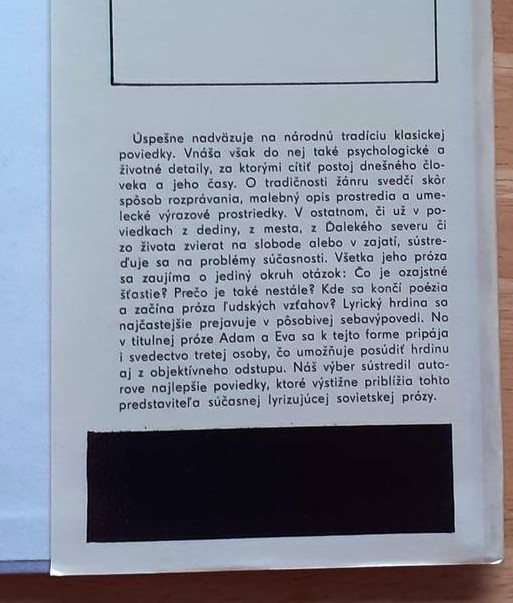 Úspešne nadväzuje na národnú tradíciu klasickej
poviedky. Vnáša však do nej také psychologické a
životné detaily, za ktorými cítiť postoj dnešného člo-
veka a jeho časy. O tradičnosti žánru svedčí skôr
spôsob rozprávania, malebný opis prostredia a ume-
lecké výrazové prostriedky. V ostatnom, či už v po-
viedkach z dediny, z mesta, z Ďalekého severu či
zo života zvierat na slobode alebo v zajatí, sústre-
ďuje sa na problémy súčasnosti. Všetka jeho próza
sa zaujíma o jediný okruh otázok: Čo je ozajstné
šťastie? Prečo je také nestále? Kde sa končí poézia
a začína próza ľudských vzťahov? Lyrický hrdina sa
najčastejšie prejavuje v pôsobivej sebavýpovedi. No
v titulnej próze Adam a Eva sa k tejto forme pripája
i svedectvo tretej osoby, čo umožňuje posúdiť hrdinu
aj z objektívneho odstupu. Náš výber sústredil auto-
rove najlepšie poviedky, ktoré výstižne priblížia tohto
predstaviteľa súčasnej lyrizujúcej sovietskej prózy.